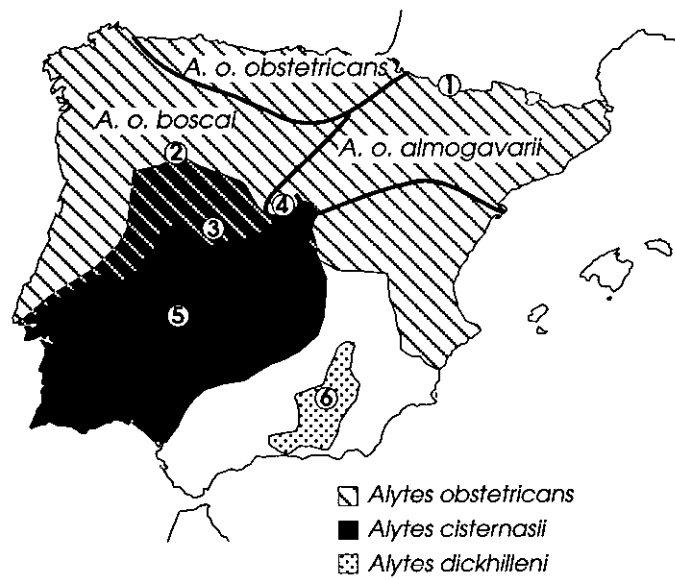 A. o. obstetricans
1
A. o. boscai
A. o. almogavarii
2
4
3
5
6
Alytes obstetricans
Alytes cisternasii
Alytes dickhilleni